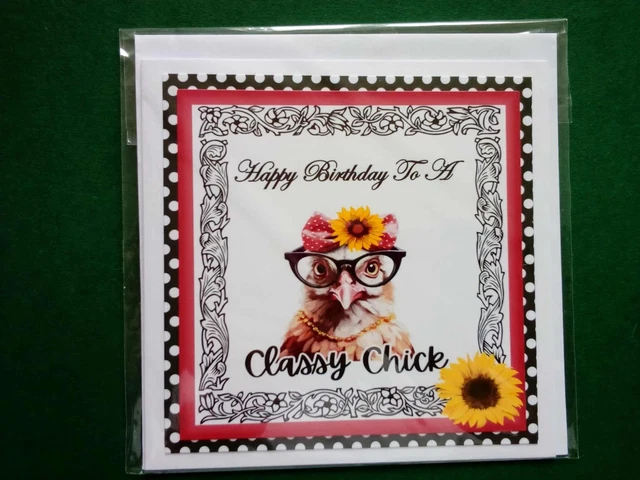 Happy Birthday To A
Classy Chick